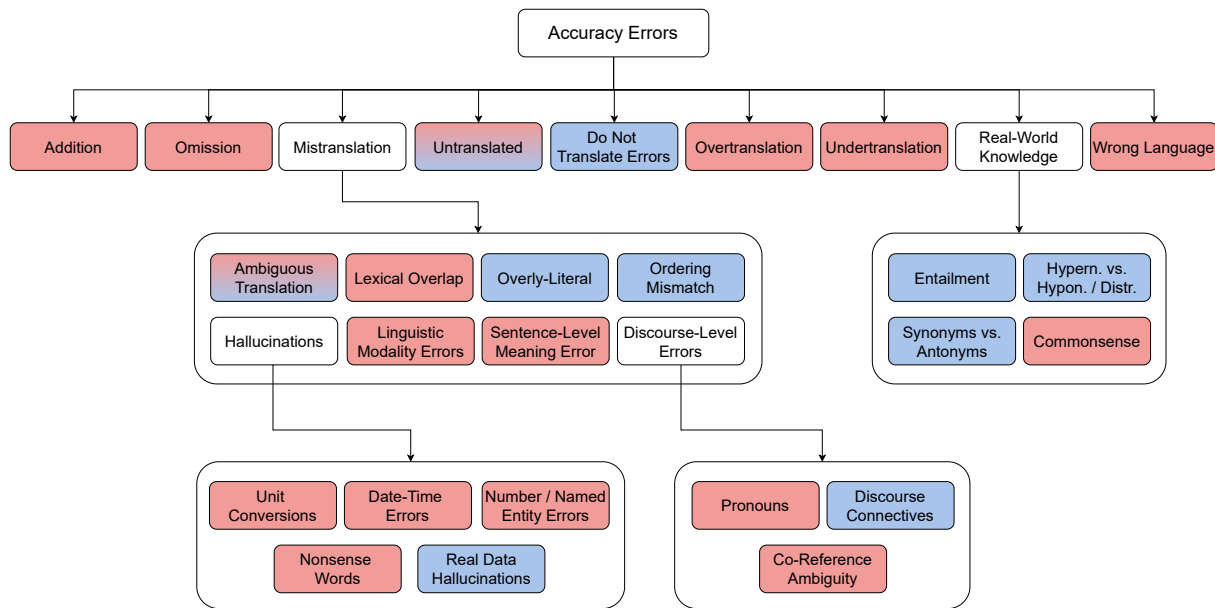 Accuracy Errors
Addition
Omission
Mistranslation
Untranslated
Do Not
Translate Errors
Overtranslation
Undertranslation
Real-World
Knowledge
Wrong Language
Ambiguous
Translation
Lexical Overlap
Overly-Literal
Ordering
Mismatch
Hallucinations
Linguistic
Modality Errors
Sentence-Level
Meaning Error
Discourse-Level
Errors
Entailment
Hypern. vs.
Hypon. / Distr.
Synonyms vs.
Antonyms
Commonsense
Unit
Conversions
Date-Time
Errors
Number / Named
Entity Errors
Nonsense
Words
Real Data
Hallucinations
Pronouns
Discourse
Connectives
Co-Reference
Ambiguity